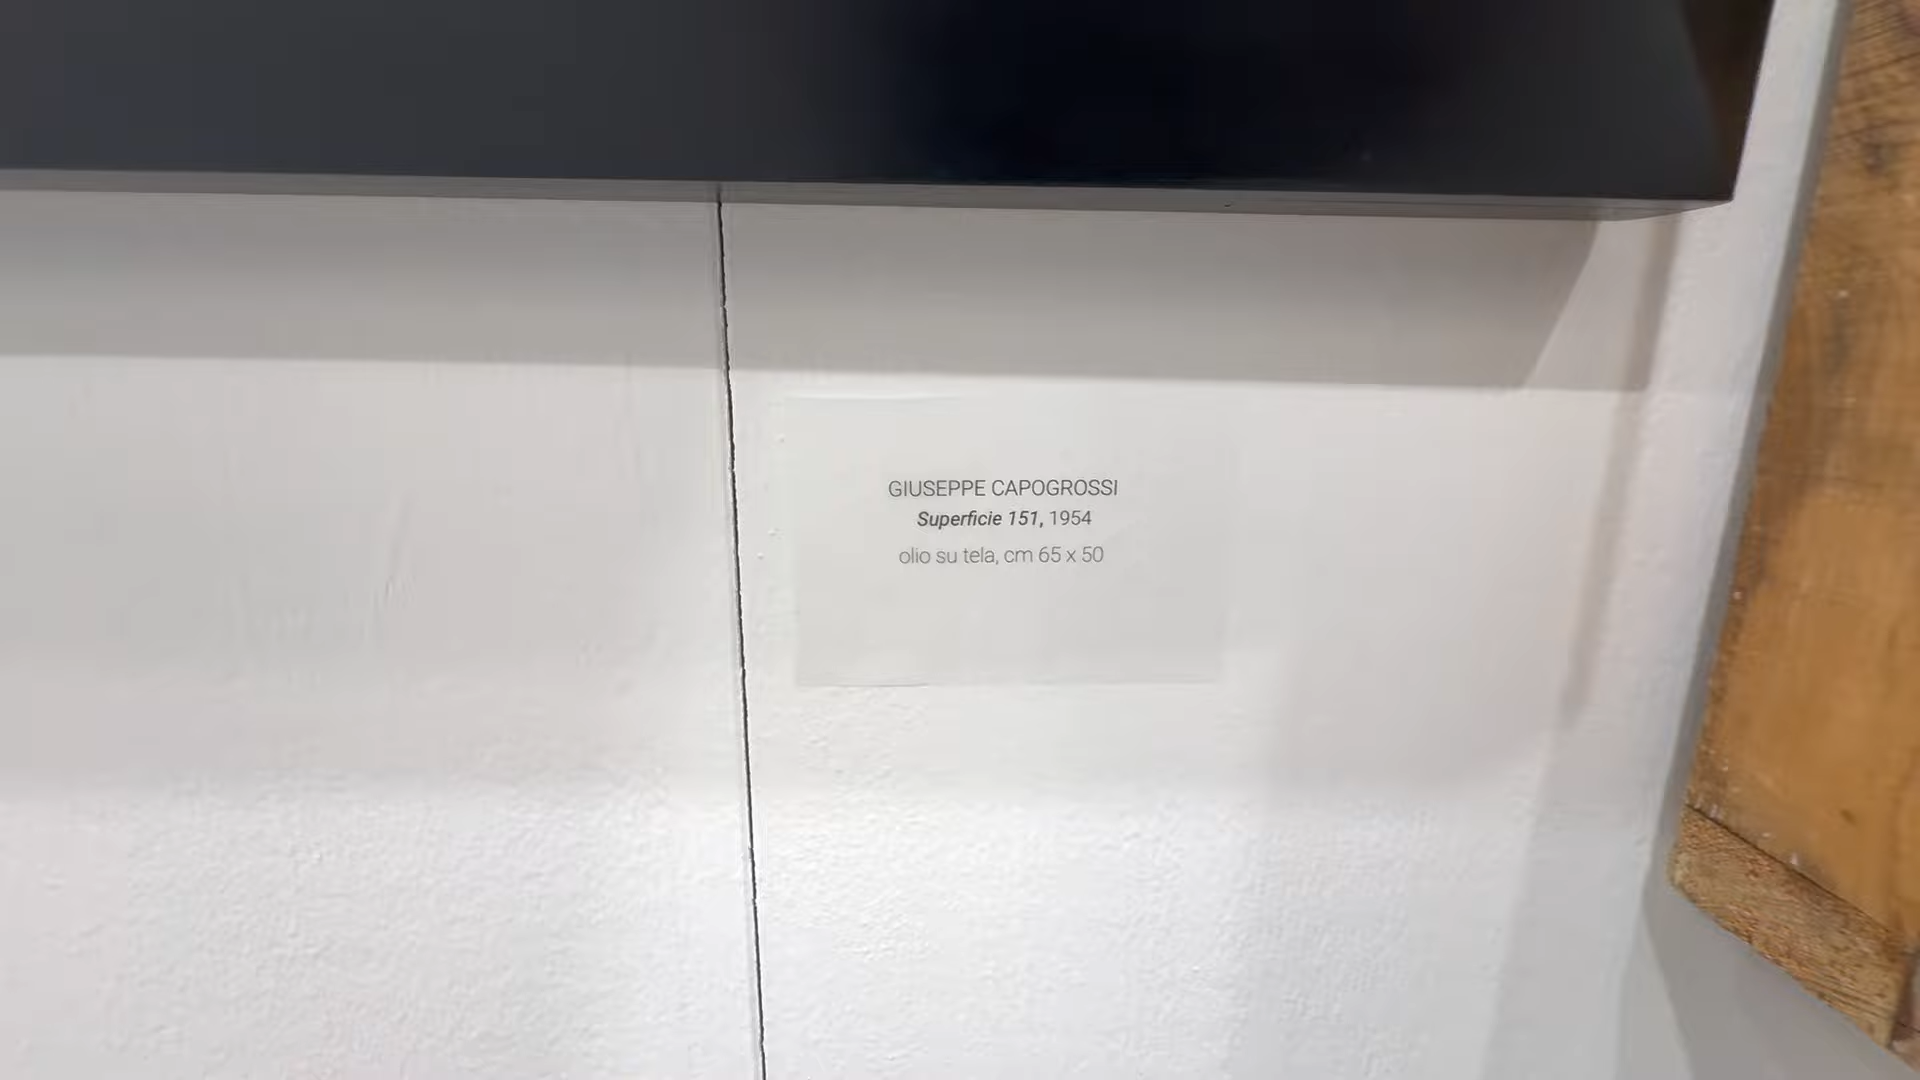 GIUSEPPE CAPOGROSSI
Superficie 151, 1954
olio su tela, cm 65 x 50